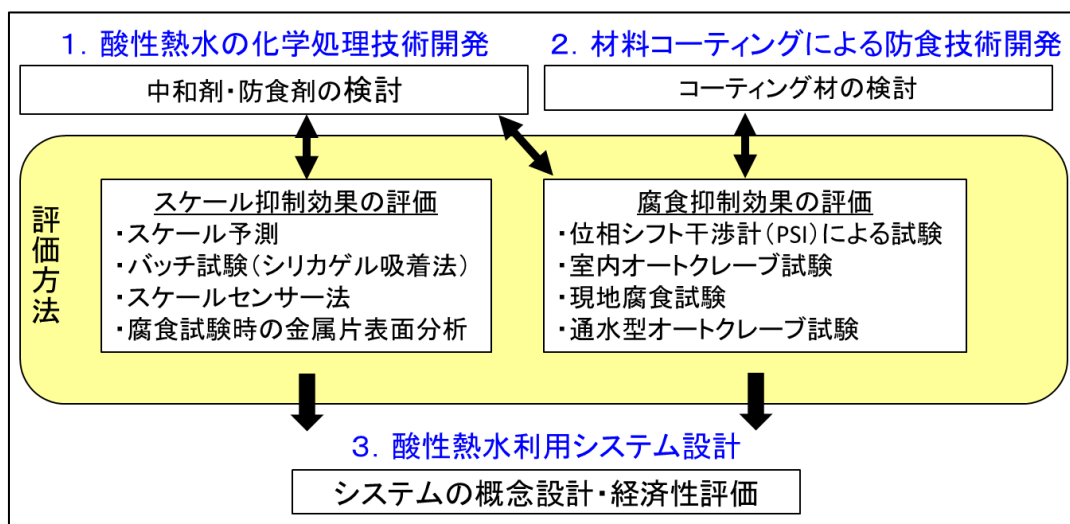 1. 酸性熱水の化学処理技術開発
中和剤・防食剤の検討
2. 材料コーティングによる防食技術開発
コーティング材の検討
評価方法
スケール抑制効果の評価
・スケール予測
・バッチ試験(シリカゲル吸着法)
・スケールセンサー法
・腐食試験時の金属片表面分析
腐食抑制効果の評価
・位相シフト干渉計(PSI)による試験
・室内オートクレーブ試験
・現地腐食試験
・通水型オートクレーブ試験
3. 酸性熱水利用システム設計
システムの概念設計・経済性評価